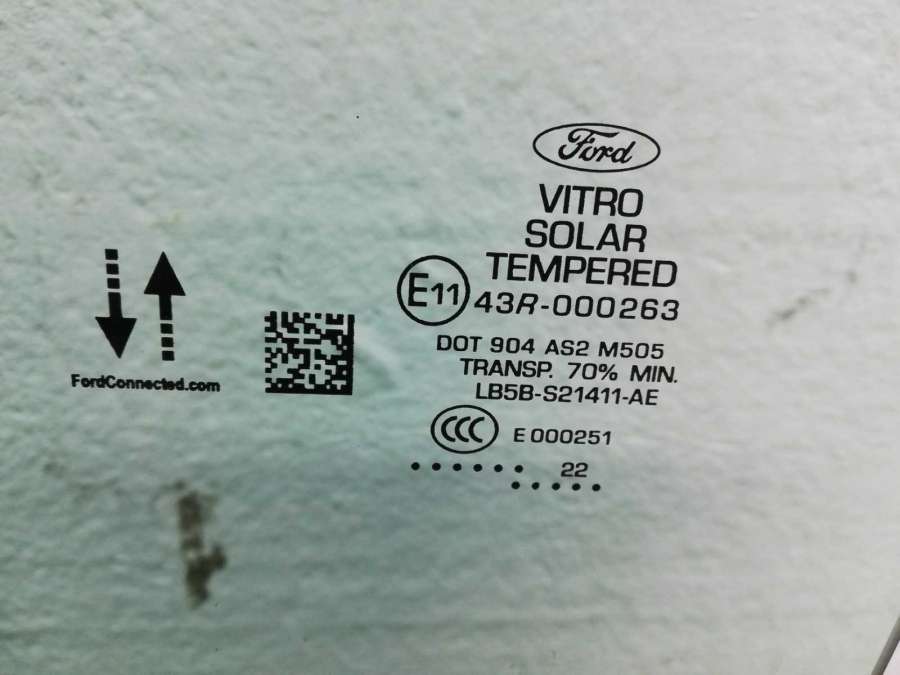 Ford
VITRO
SOLAR
TEMPERED
E11 43R-000263
DOT 904 AS2 M505
TRANSP. 70% MIN.
LB5B-S21411-AE
CCC E 000251
...... 22
.....
FordConnected.com